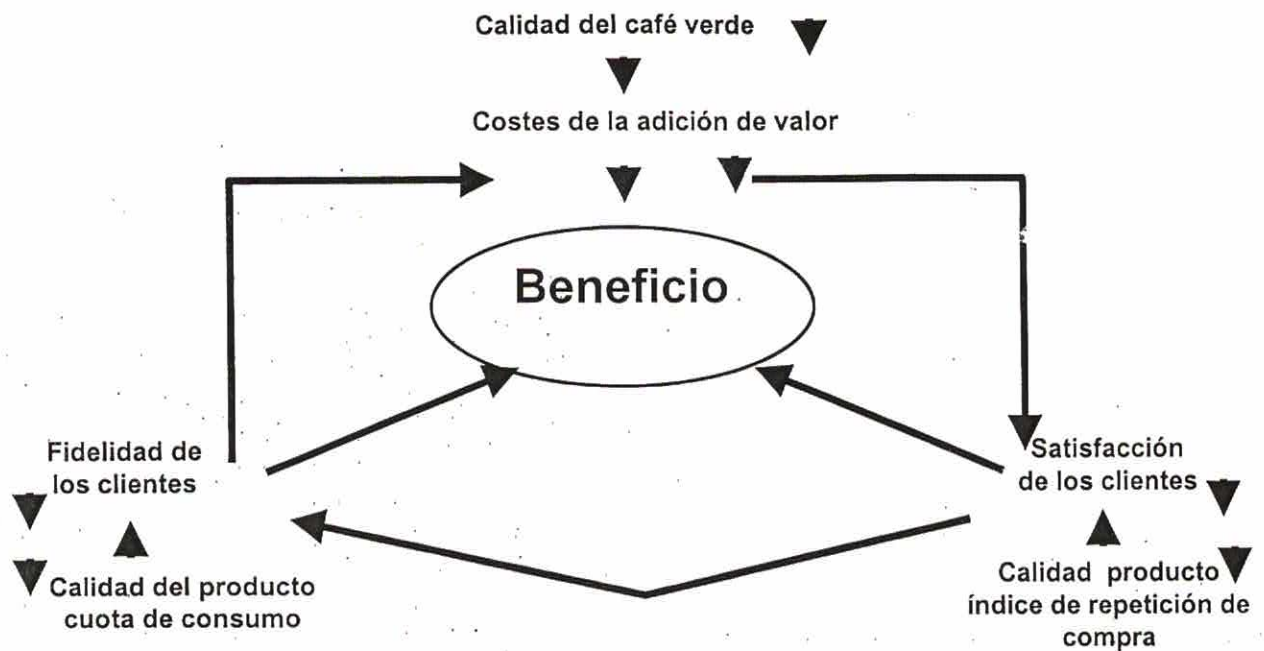 Calidad del café verde
Costes de la adición de valor
Beneficio
Fidelidad de
los clientes
Satisfacción
de los clientes
Calidad del producto
cuota de consumo
Calidad producto
índice de repetición de
compra